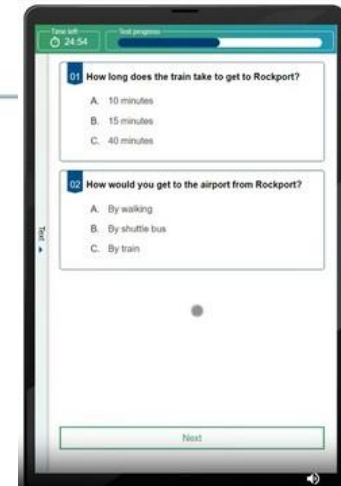 Time left
24:54
Test progress
01 How long does the train take to get to Rockport?
A. 10 minutes
B. 15 minutes
C. 40 minutes
02 How would you get to the airport from Rockport?
A. By walking
B. By shuttle bus
C. By train
Text
Next